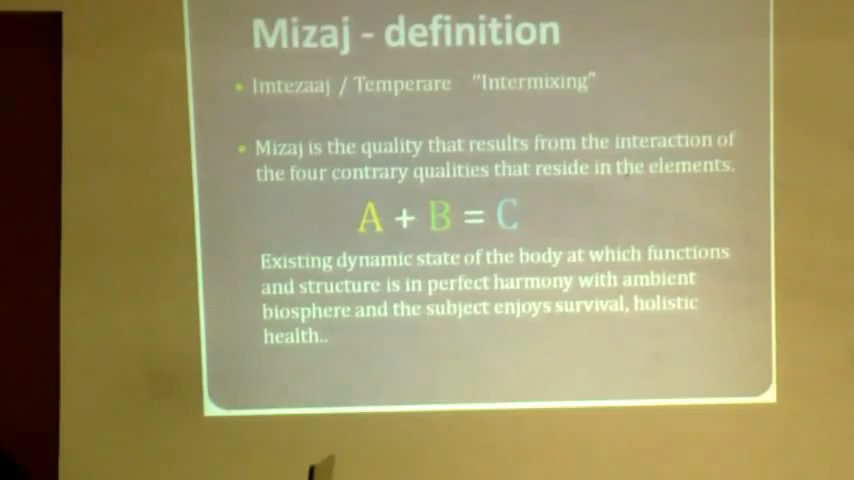 Mizaj - definition
• Imtezaaj / Temperare "Intermixing"
• Mizaj is the quality that results from the interaction of
the four contrary qualities that reside in the elements.
A + B = C
Existing dynamic state of the body at which functions
and structure is in perfect harmony with ambient
biosphere and the subject enjoys survival, holistic
health..